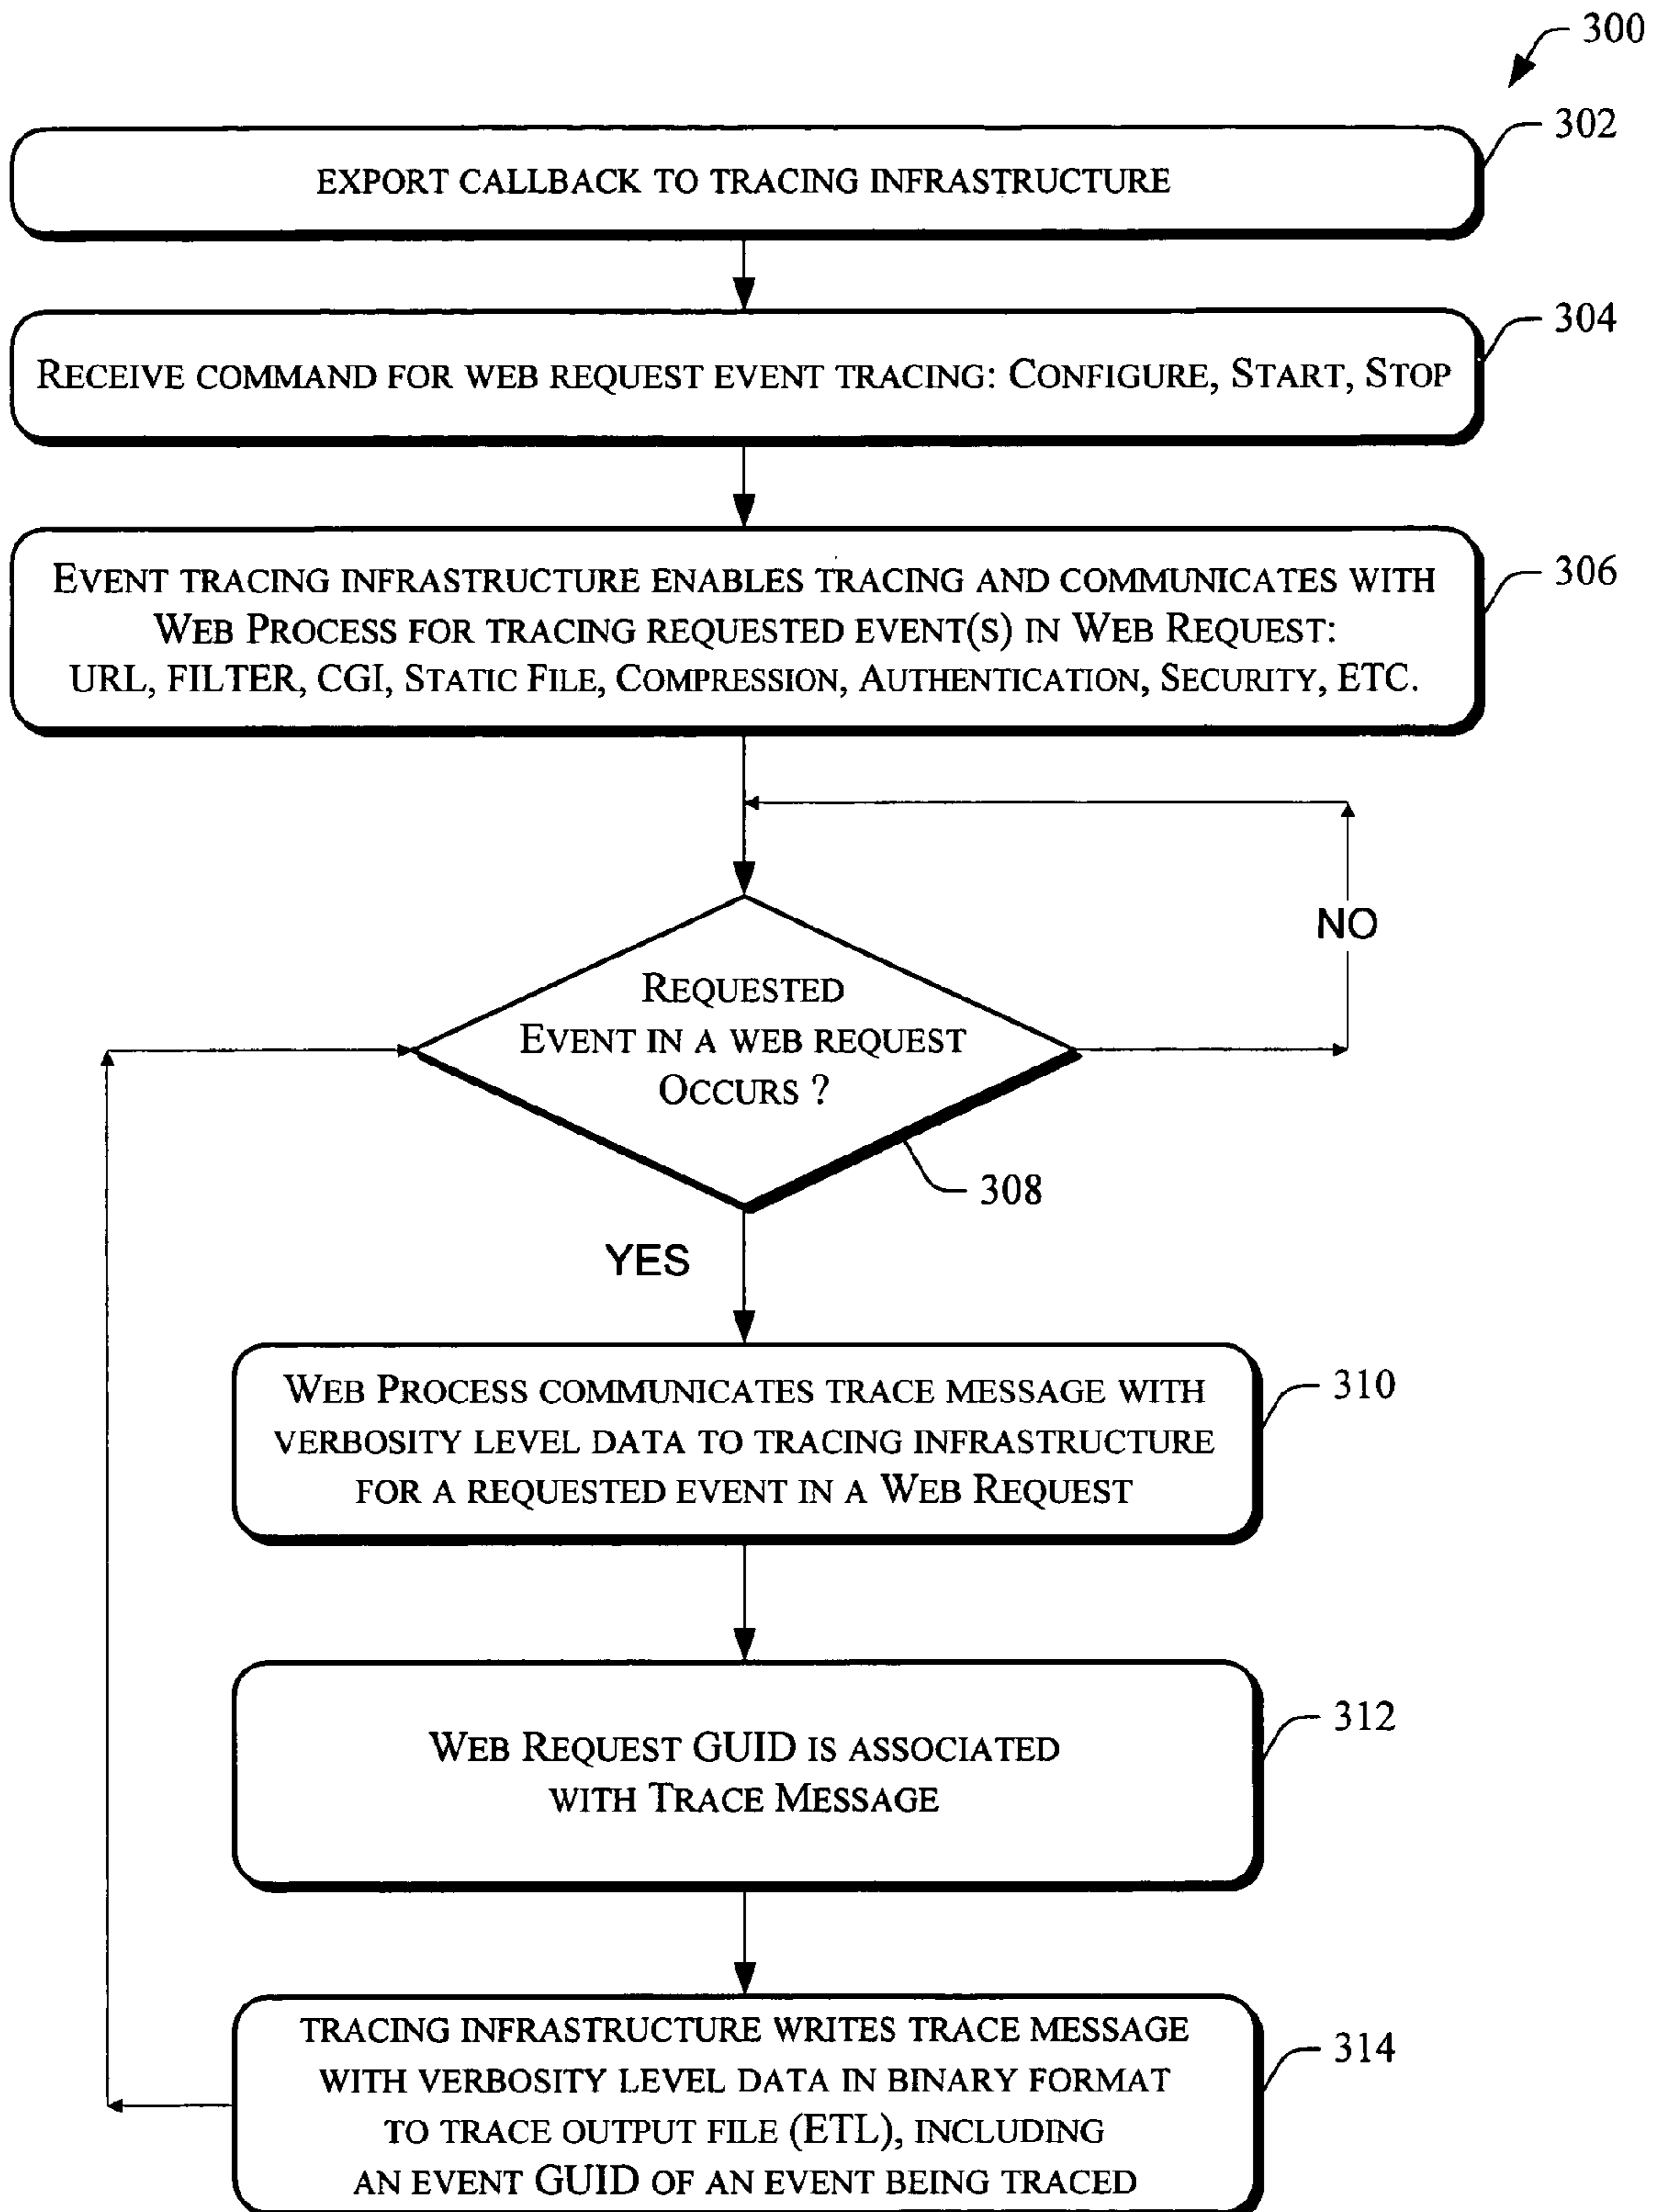 300
302
EXPORT CALLBACK TO TRACING INFRASTRUCTURE
304
RECEIVE COMMAND FOR WEB REQUEST EVENT TRACING: CONFIGURE, START, STOP
306
EVENT TRACING INFRASTRUCTURE ENABLES TRACING AND COMMUNICATES WITH
WEB PROCESS FOR TRACING REQUESTED EVENT(S) IN WEB REQUEST:
URL, FILTER, CGI, STATIC FILE, COMPRESSION, AUTHENTICATION, SECURITY, ETC.
NO
REQUESTED
EVENT IN A WEB REQUEST
OCCURS ?
308
YES
310
WEB PROCESS COMMUNICATES TRACE MESSAGE WITH
VERBOSITY LEVEL DATA TO TRACING INFRASTRUCTURE
FOR A REQUESTED EVENT IN A WEB REQUEST
312
WEB REQUEST GUID IS ASSOCIATED
WITH TRACE MESSAGE
314
TRACING INFRASTRUCTURE WRITES TRACE MESSAGE
WITH VERBOSITY LEVEL DATA IN BINARY FORMAT
TO TRACE OUTPUT FILE (ETL), INCLUDING
AN EVENT GUID OF AN EVENT BEING TRACED